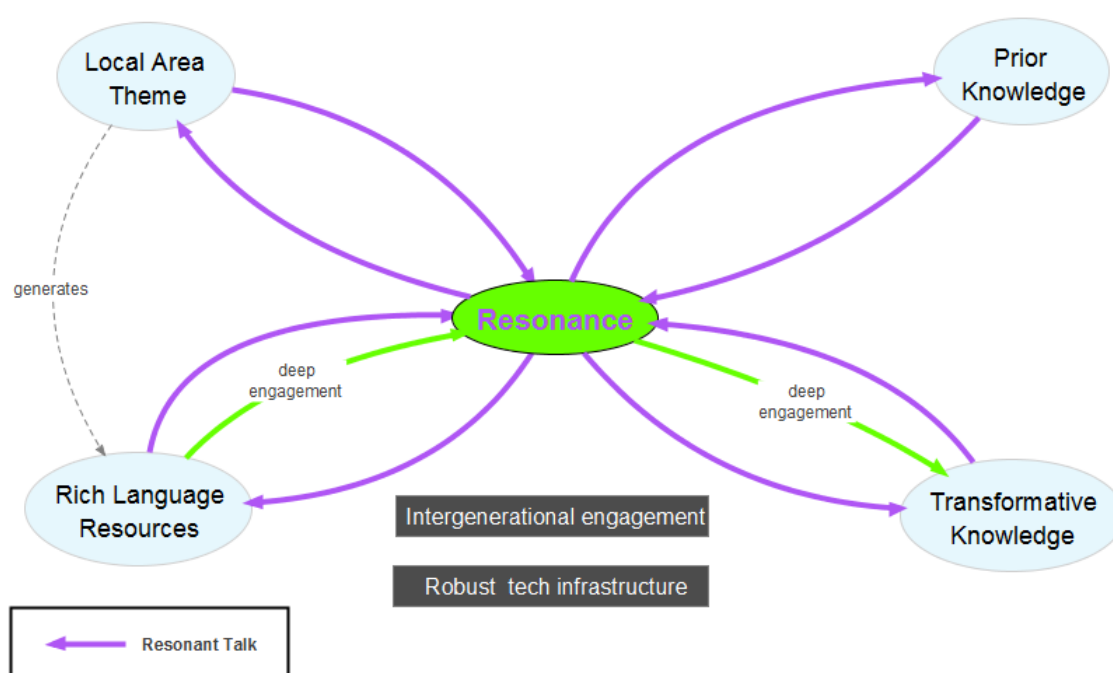 Local Area
Theme
Prior
Knowledge
generates
Resonance
deep
engagement
deep
engagement
Rich Language
Resources
Transformative
Knowledge
Intergenerational engagement
Robust tech infrastructure
Resonant Talk